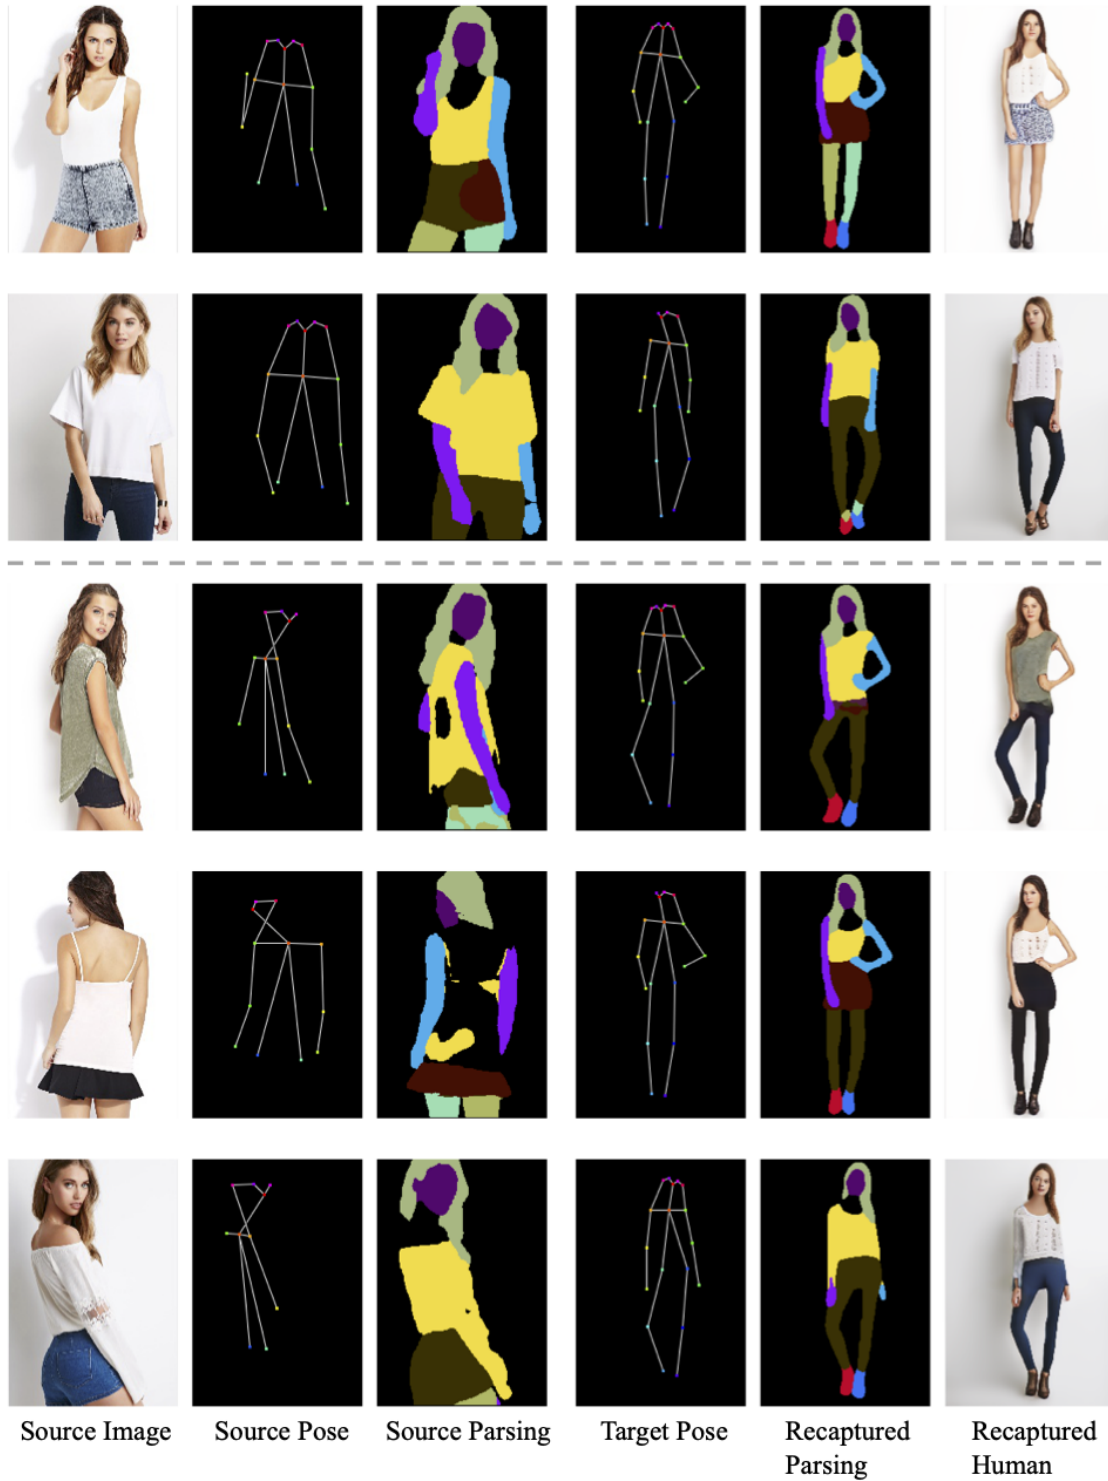 Source Image
Source Pose
Source Parsing
Target Pose
Recaptured
Parsing
Recaptured
Human